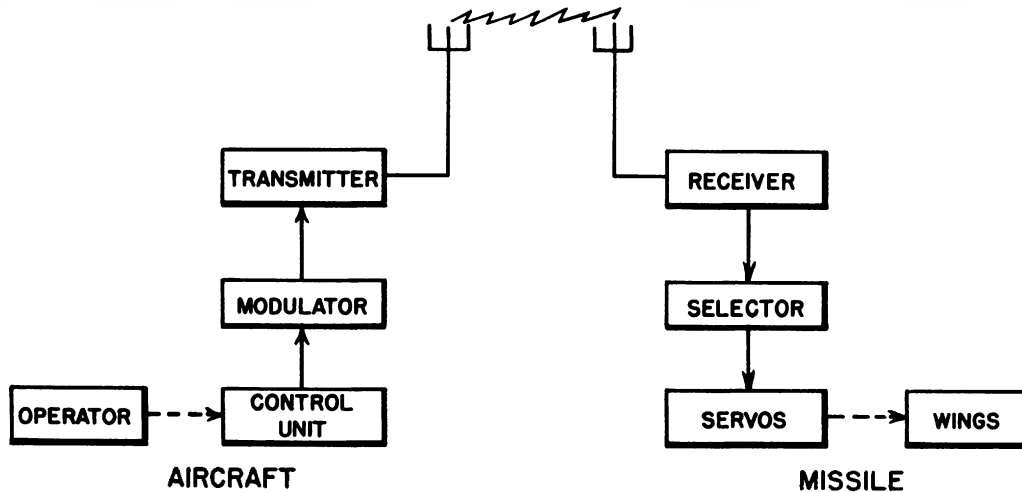 TRANSMITTER
RECEIVER
MODULATOR
SELECTOR
OPERATOR
CONTROL
UNIT
SERVOS
WINGS
AIRCRAFT
MISSILE